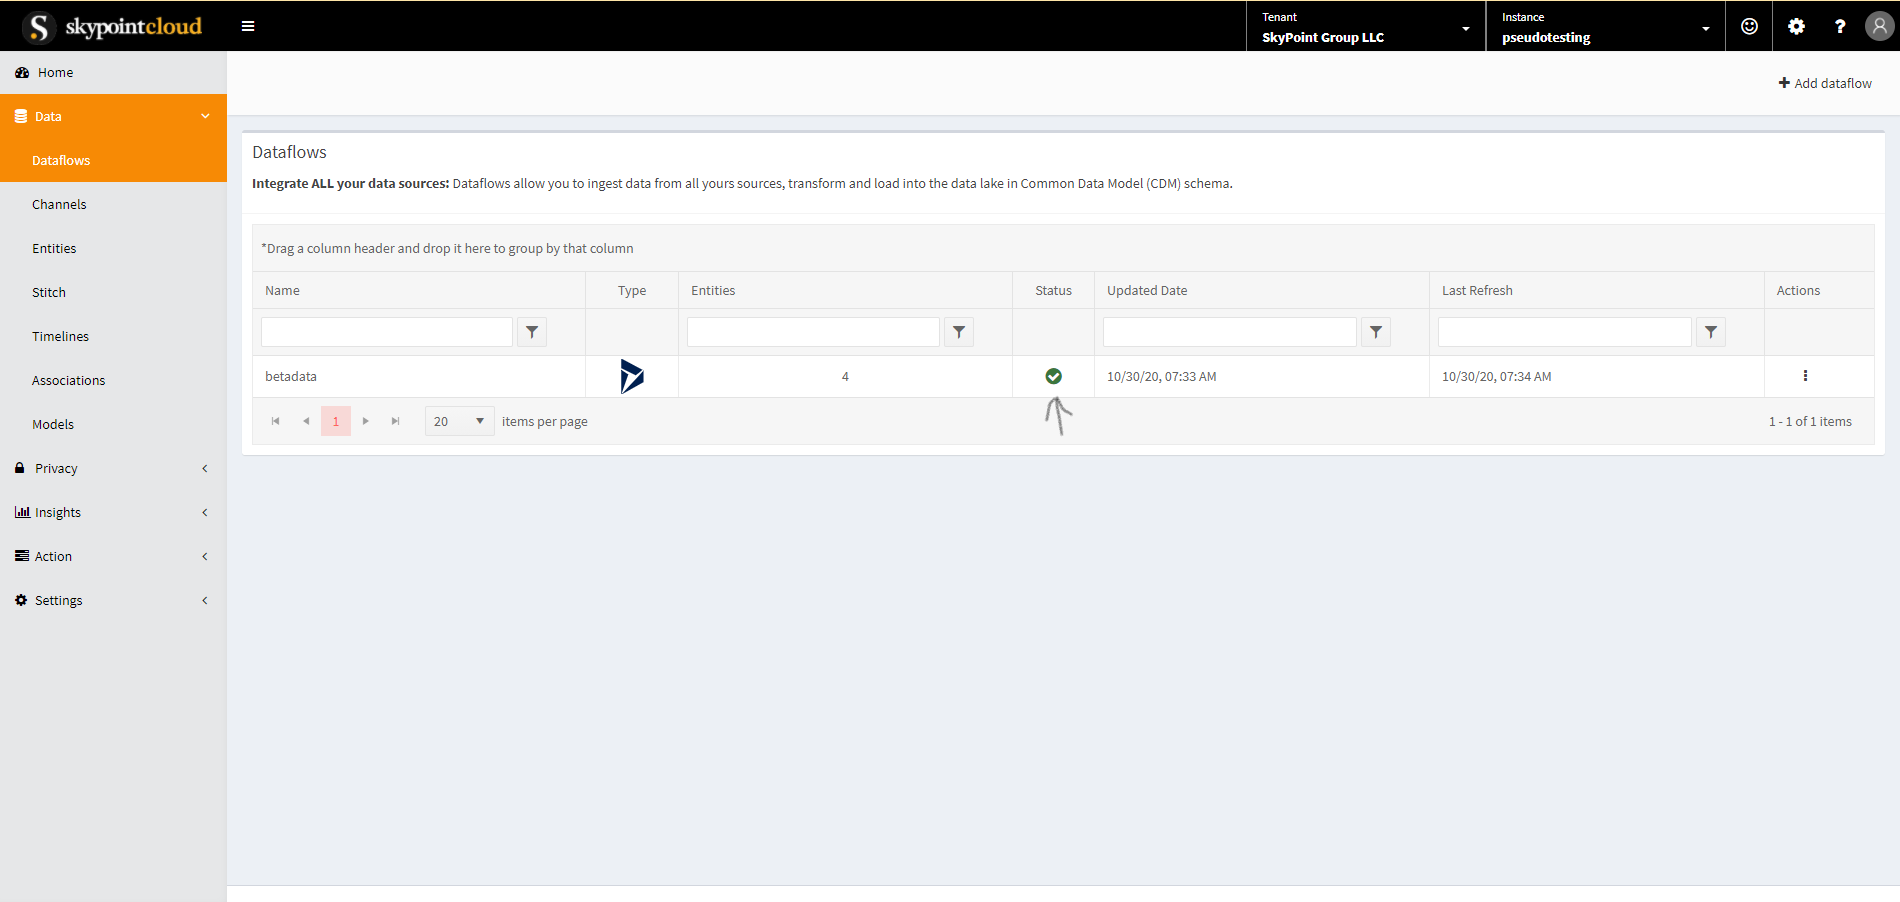 skypointcloud
Tenant
SkyPoint Group LLC
Instance
pseudotesting
?
Home
Data
Dataflows
Channels
Entities
Stitch
Timelines
Associations
Models
Privacy
Insights
Action
Settings
Add dataflow
Dataflows
Integrate ALL your data sources: Dataflows allow you to ingest data from all yours sources, transform and load into the data lake in Common Data Model (CDM) schema.
*Drag a column header and drop it here to group by that column
Name Type Entities Status Updated Date Last Refresh Actions
betadata 4 10/30/20, 07:33 AM 10/30/20, 07:34 AM
1 20 items per page 1 - 1 of 1 items